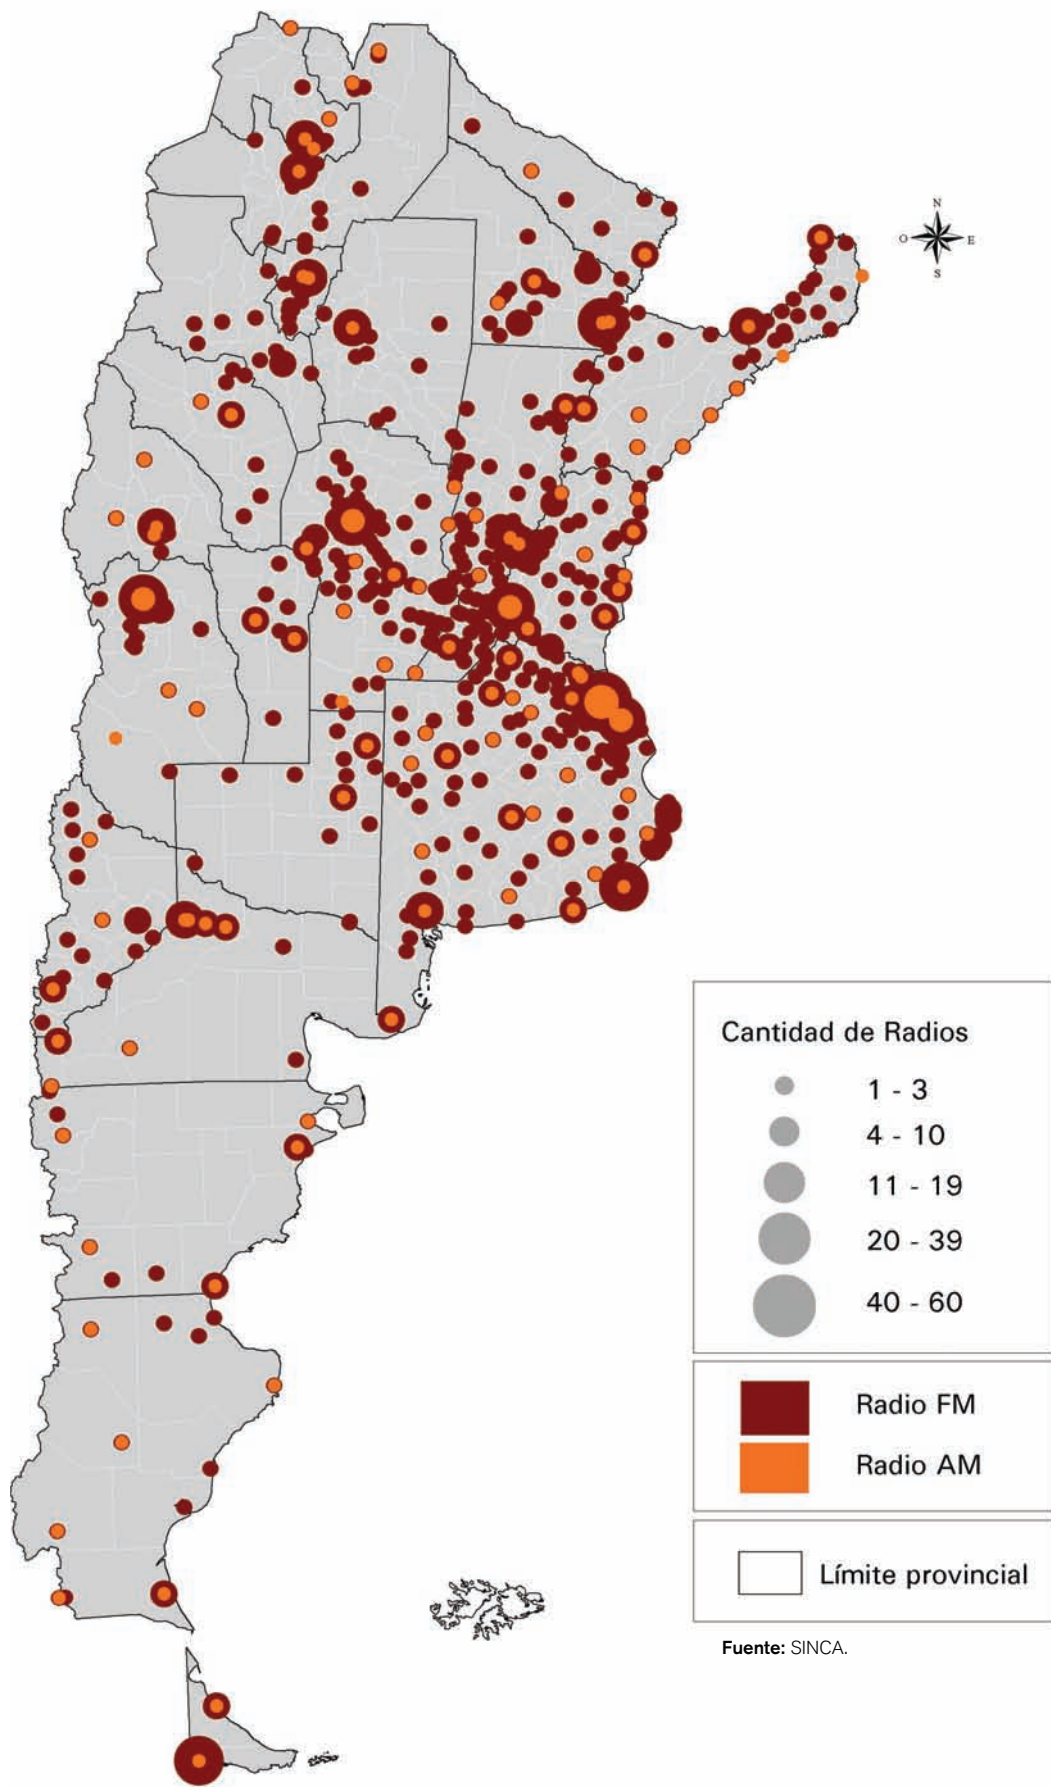 N
O
E
S
Cantidad de Radios
1 - 3
4 - 10
11 - 19
20 - 39
40 - 60
Radio FM
Radio AM
Límite provincial
Fuente: SINCA.